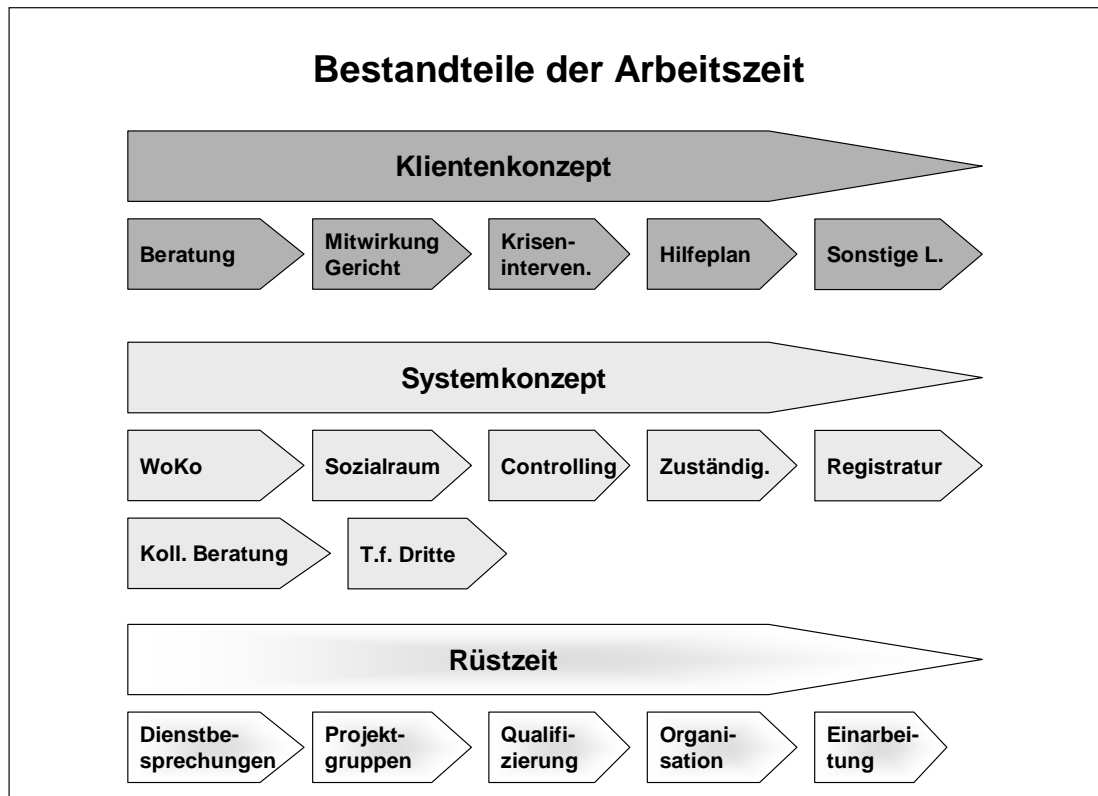 Bestandteile der Arbeitszeit
Klientenkonzept
Beratung
Mitwirkung
Gericht
Krisen-
interven.
Hilfeplan
Sonstige L.
Systemkonzept
WoKo
Sozialraum
Controlling
Zuständig.
Registratur
Koll. Beratung
T.f. Dritte
Rüstzeit
Dienstbe-
sprechungen
Projekt-
gruppen
Qualifi-
zierung
Organi-
sation
Einarbei-
tung